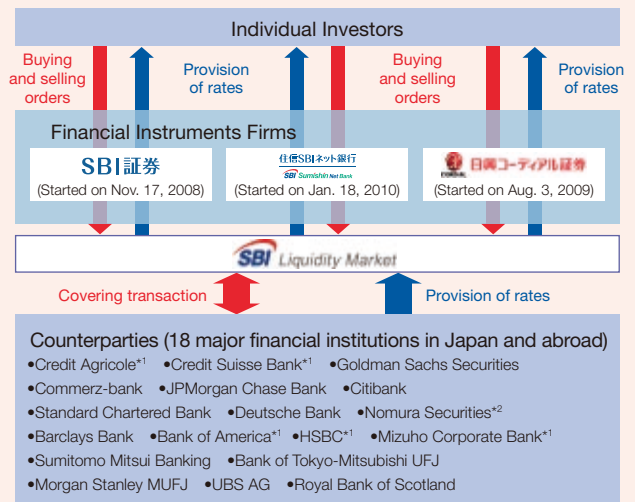 Individual Investors
Buying
and selling
orders
Provision
of rates
Buying
and selling
orders
Provision
of rates
Financial Instruments Firms
SBI証券
(Started on Nov. 17, 2008)
住信SBIネット銀行
SBI Sumishin Net Bank
(Started on Jan. 18, 2010)
日興コーディアル証券
(Started on Aug. 3, 2009)
SBI Liquidity Market
Covering transaction
Provision of rates
Counterparties (18 major financial institutions in Japan and abroad)
•Credit Agricole*1 •Credit Suisse Bank*1 •Goldman Sachs Securities
•Commerz-bank •JPMorgan Chase Bank •Citibank
•Standard Chartered Bank •Deutsche Bank •Nomura Securities*2
•Barclays Bank •Bank of America*1 •HSBC*1 •Mizuho Corporate Bank*1
•Sumitomo Mitsui Banking •Bank of Tokyo-Mitsubishi UFJ
•Morgan Stanley MUFJ •UBS AG •Royal Bank of Scotland